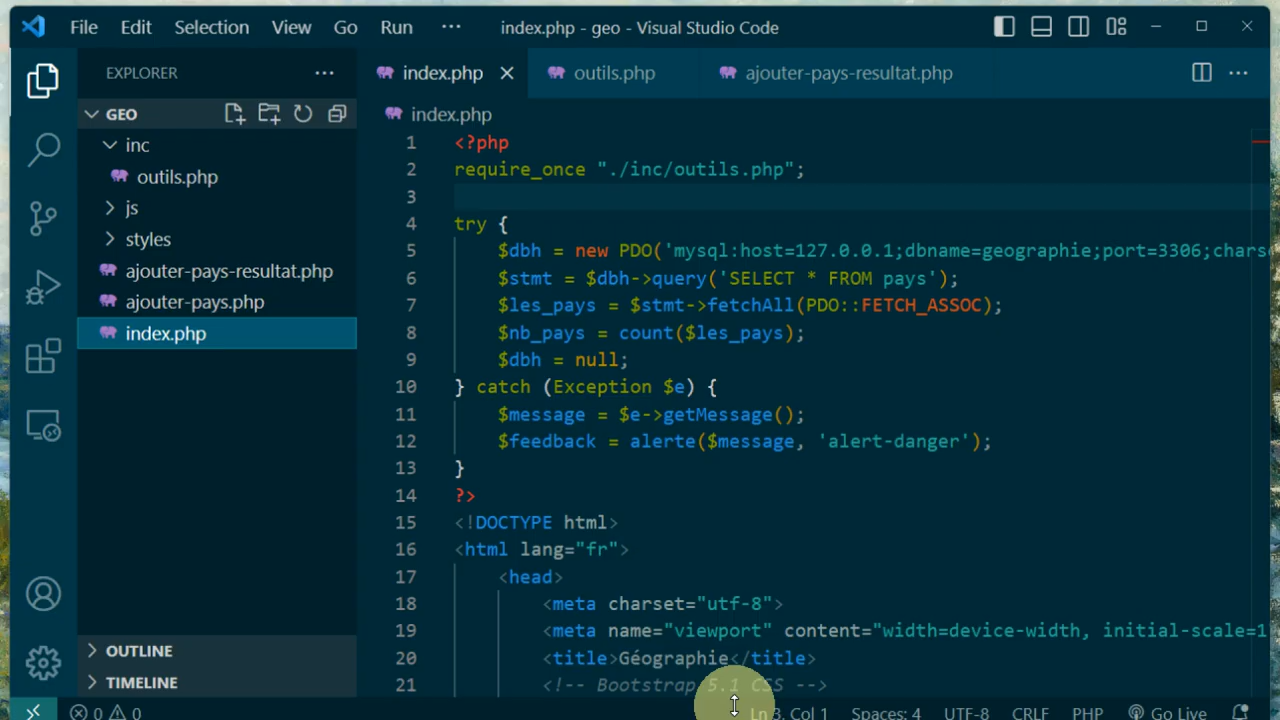 File Edit Selection View Go Run ··· index.php - geo - Visual Studio Code
EXPLORER ···
GEO
inc
outils.php
js
styles
ajouter-pays-resultat.php
ajouter-pays.php
index.php
OUTLINE
TIMELINE
index.php outils.php ajouter-pays-resultat.php ···
index.php
1 <?php
2 require_once "./inc/outils.php";
3
4 try {
5 $dbh = new PDO('mysql:host=127.0.0.1;dbname=geographie;port=3306;chars
6 $stmt = $dbh->query('SELECT * FROM pays');
7 $les_pays = $stmt->fetchAll(PDO::FETCH_ASSOC);
8 $nb_pays = count($les_pays);
9 $dbh = null;
10 } catch (Exception $e) {
11 $message = $e->getMessage();
12 $feedback = alerte($message, 'alert-danger');
13 }
14 ?>
15 <!DOCTYPE html>
16 <html lang="fr">
17 <head>
18 <meta charset="utf-8">
19 <meta name="viewport" content="width=device-width, initial-scale=1
20 <title>Géographie</title>
21 <!-- Bootstrap 5.1 CSS -->
0 0 Ln 3, Col 1 Spaces: 4 UTF-8 CRLF PHP Go Live